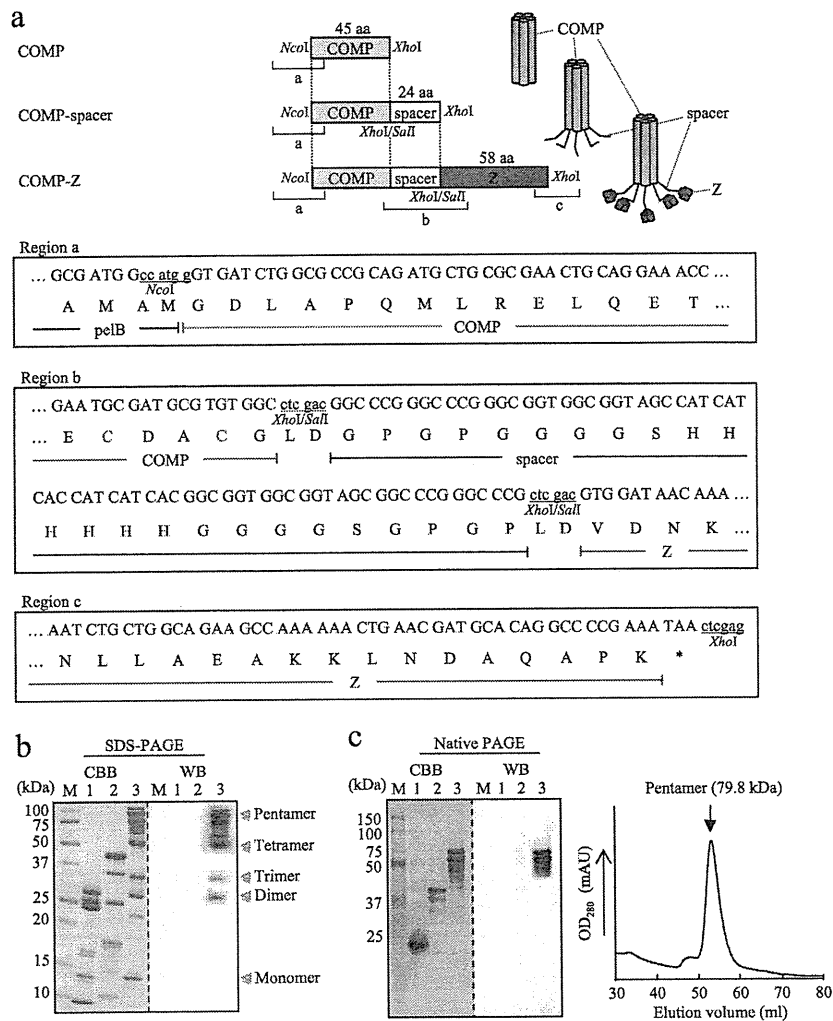 a
45 aa
COMP
NcoI COMP XhoI
a
24 aa
COMP-spacer
NcoI COMP spacer XhoI
XhoI/SalI
a
58 aa
COMP-Z
NcoI COMP spacer Z XhoI
XhoI/SalI
a
b
c
COMP
spacer
Z
Region a
... GCG ATG Gcc atg gGT GAT CTG GCG CCG CAG ATG CTG CGC GAA CTG CAG GAA ACC ...
NcoI
A M A M G D L A P Q M L R E L Q E T ...
pelB COMP
Region b
... GAA TGC GAT GCG TGT GGC ctc gac GGC CCG GGC CCG GGC GGT GGC GGT AGC CAT CAT
XhoI/SalI
... E C D A C G L D G P G P G G G G S H H
COMP spacer
CAC CAT CAT CAC GGC GGT GGC GGT AGC GGC CCG GGC CCG ctc gac GTG GAT AAC AAA ...
XhoI/SalI
H H H H G G G G S G P G P L D V D N K ...
Z
Region c
... AAT CTG CTG GCA GAA GCC AAA AAA CTG AAC GAT GCA CAG GCC CCG AAA TAA ctcgag
XhoI
... N L L A E A K K L N D A Q A P K *
Z
b
SDS-PAGE
CBB WB
(kDa) M 1 2 3 M 1 2 3
100
75
50
37
25
20
15
10
Pentamer
Tetramer
Trimer
Dimer
Monomer
c
Native PAGE
CBB WB
(kDa) M 1 2 3 M 1 2 3
150
100
75
50
37
25
Pentamer (79.8 kDa)
OD280 (mAU)
30 40 50 60 70 80
Elution volume (ml)